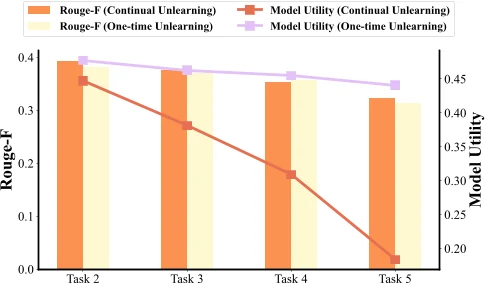 Rouge-F (Continual Unlearning)
Model Utility (Continual Unlearning)
Rouge-F (One-time Unlearning)
Model Utility (One-time Unlearning)
0.4
0.3
0.2
0.1
0.0
Rouge-F
0.45
0.40
0.35
0.30
0.25
0.20
Model Utility
Task 2
Task 3
Task 4
Task 5